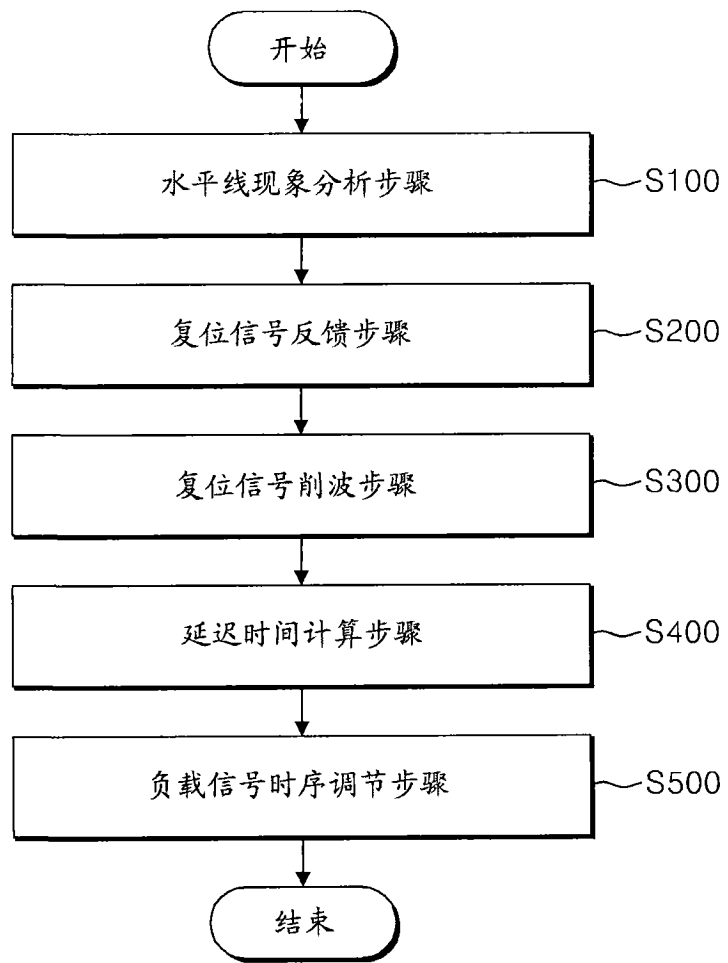 开始
水平线现象分析步骤
S100
复位信号反馈步骤
S200
复位信号削波步骤
S300
延迟时间计算步骤
S400
负载信号时序调节步骤
S500
结束